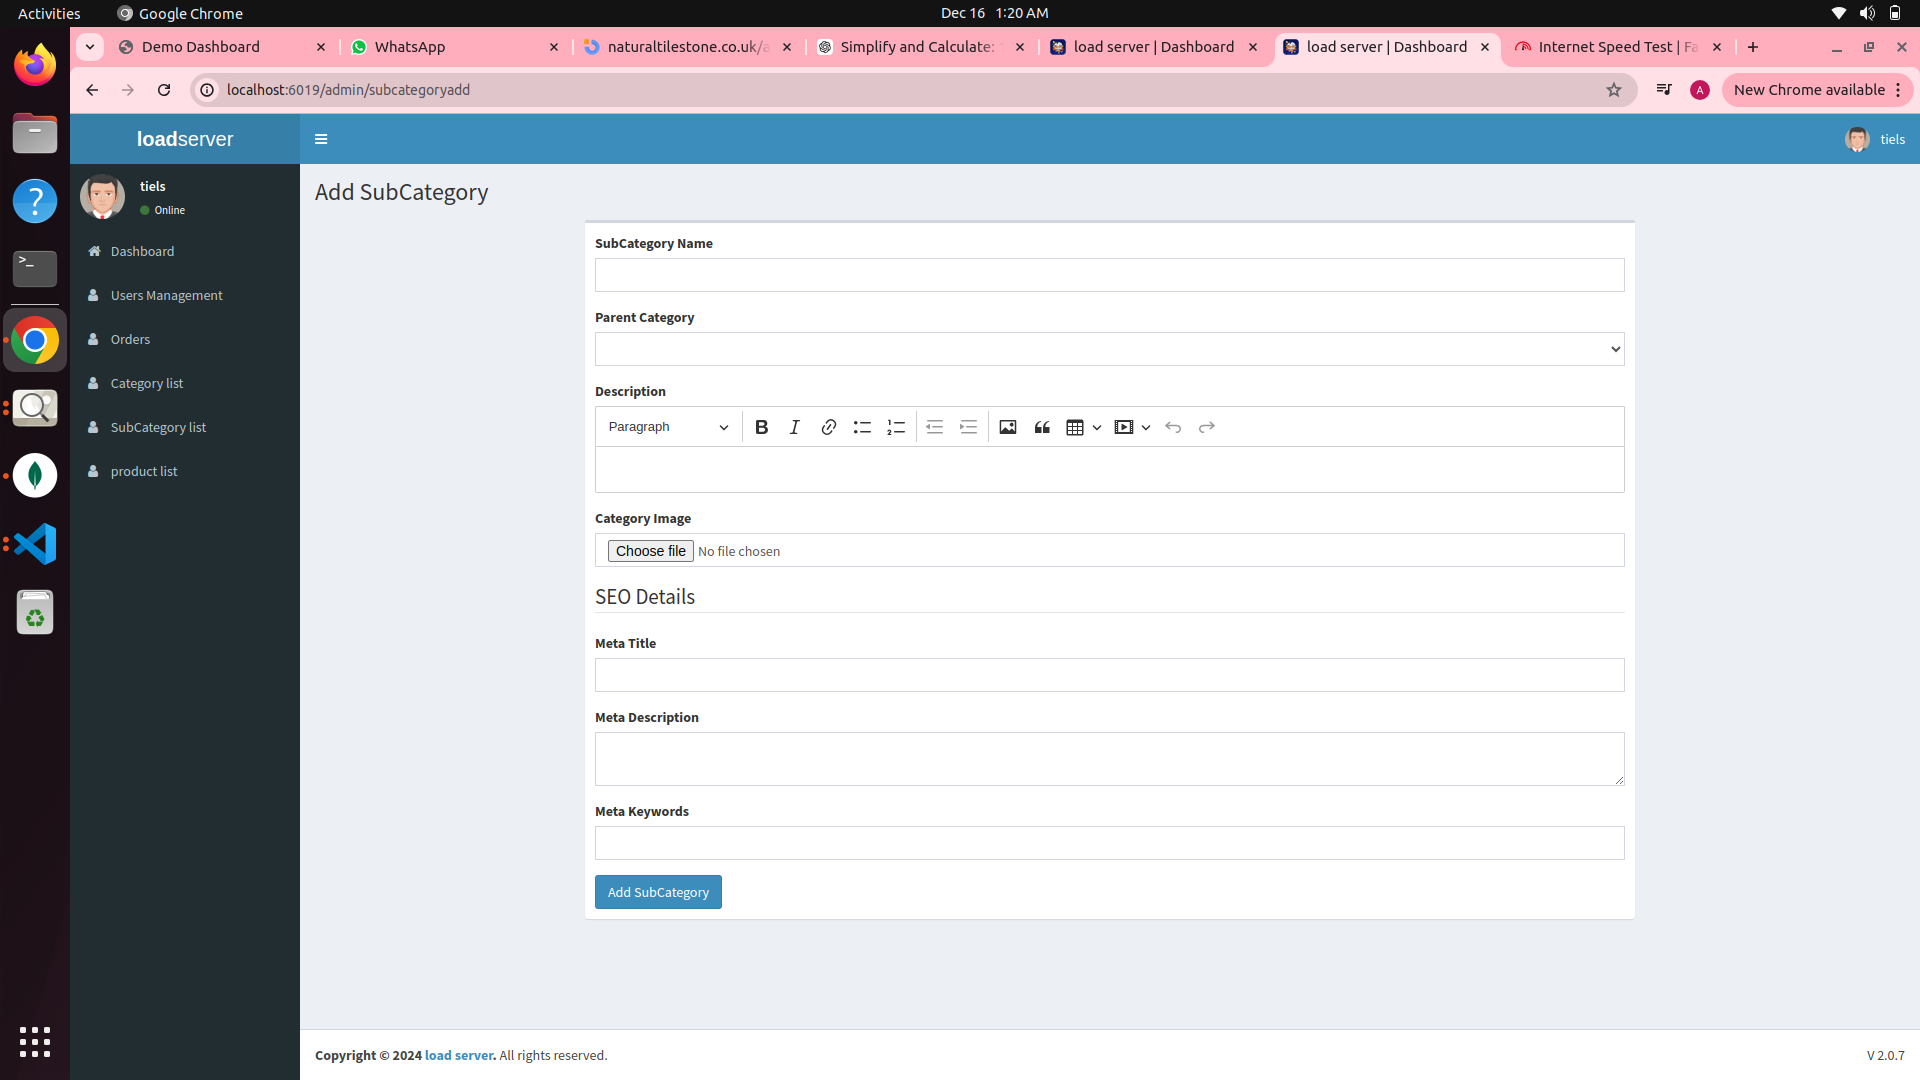 Activities
Google Chrome
Dec 16 1:20 AM
Demo Dashboard
WhatsApp
naturaltilestone.co.uk/a
Simplify and Calculate:
load server | Dashboard
load server | Dashboard
Internet Speed Test | Fa
localhost:6019/admin/subcategoryadd
A
New Chrome available
loadserver
tiels
tiels
Online
Dashboard
Users Management
Orders
Category list
SubCategory list
product list
Add SubCategory
SubCategory Name
Parent Category
Description
Paragraph
Category Image
Choose file No file chosen
SEO Details
Meta Title
Meta Description
Meta Keywords
Add SubCategory
Copyright © 2024 load server. All rights reserved.
V 2.0.7